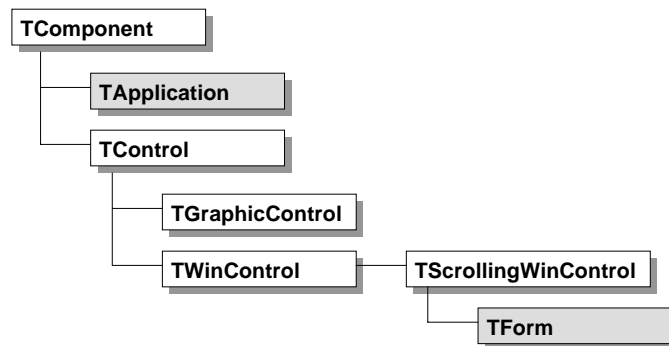 TComponent
TApplication
TControl
TGraphicControl
TWinControl
TScrollingWinControl
TForm